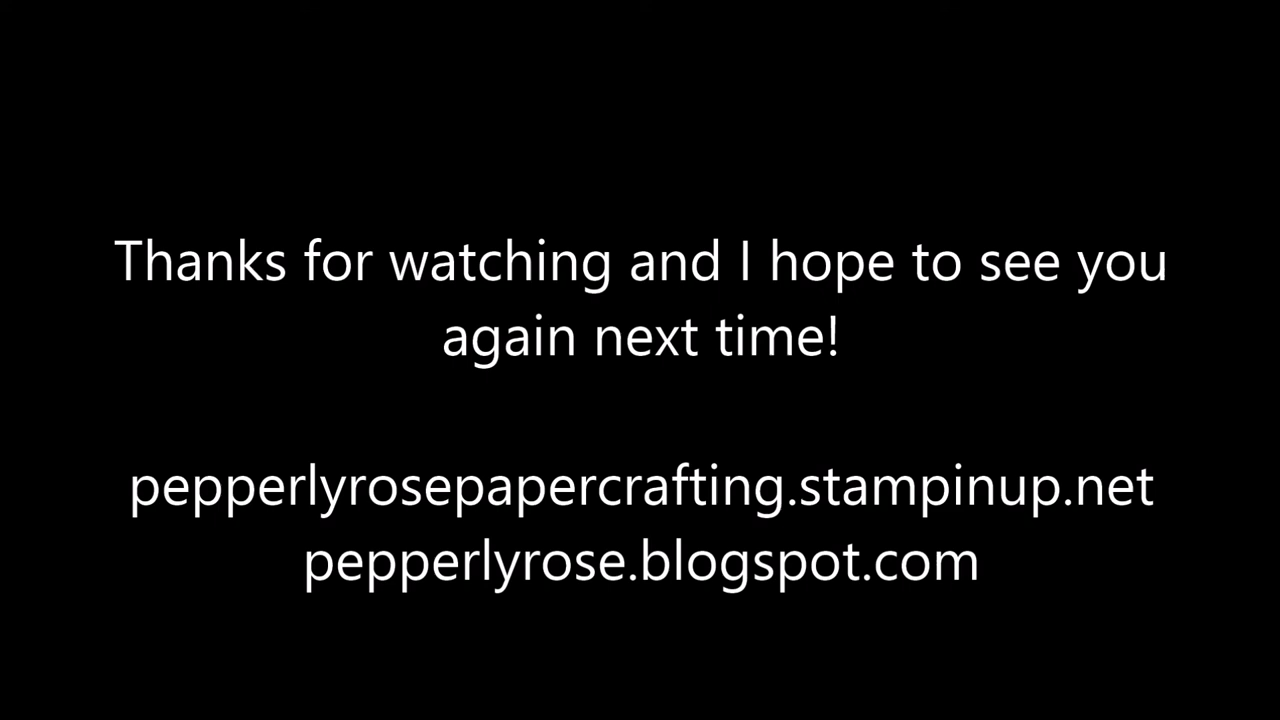 Thanks for watching and I hope to see you
again next time!
pepperlyrosepapercrafting.stampinup.net
pepperlyrose.blogspot.com